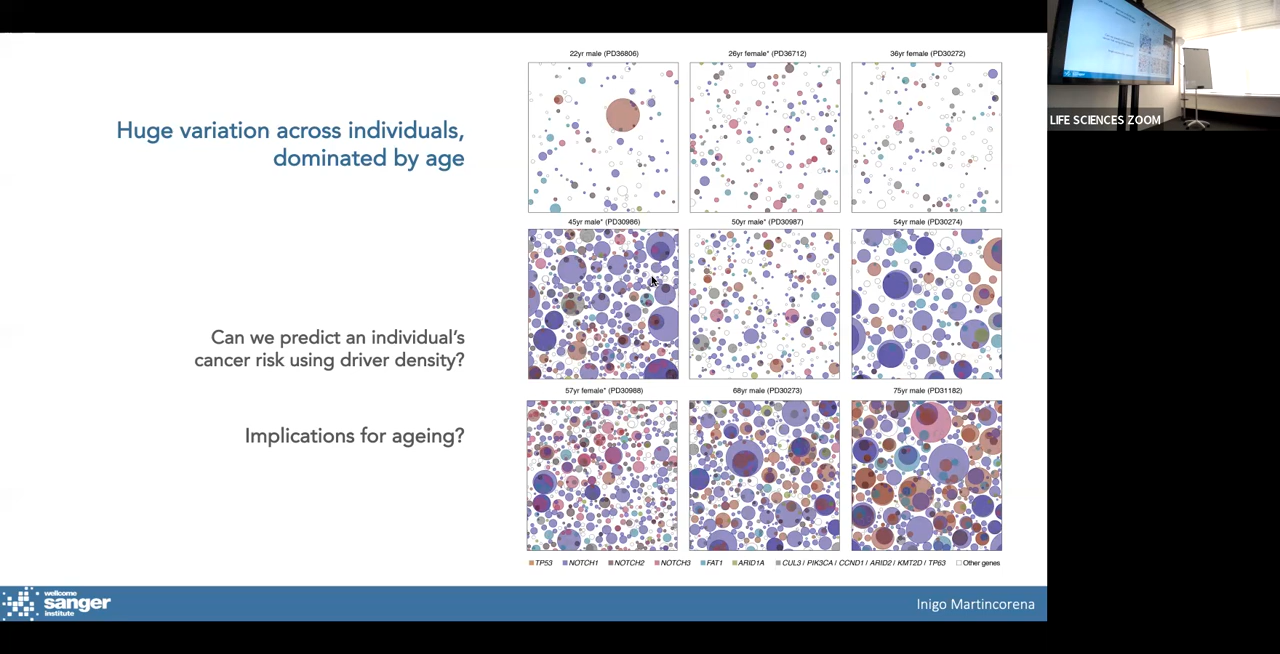 Huge variation across individuals,
dominated by age
Can we predict an individual's
cancer risk using driver density?
Implications for ageing?
22yr male (PD36806)
26yr female* (PD36712)
36yr female (PD30272)
45yr male* (PD30986)
50yr male* (PD30987)
54yr male (PD30274)
57yr female* (PD30988)
68yr male (PD30273)
75yr male (PD31182)
TP53 NOTCH1 NOTCH2 NOTCH3 FAT1 ARID1A CUL3 / PIK3CA / CCND1 / ARID2 / KMT2D / TP63 Other genes
wellcome
sanger
institute
Inigo Martincorena
LIFE SCIENCES ZOOM